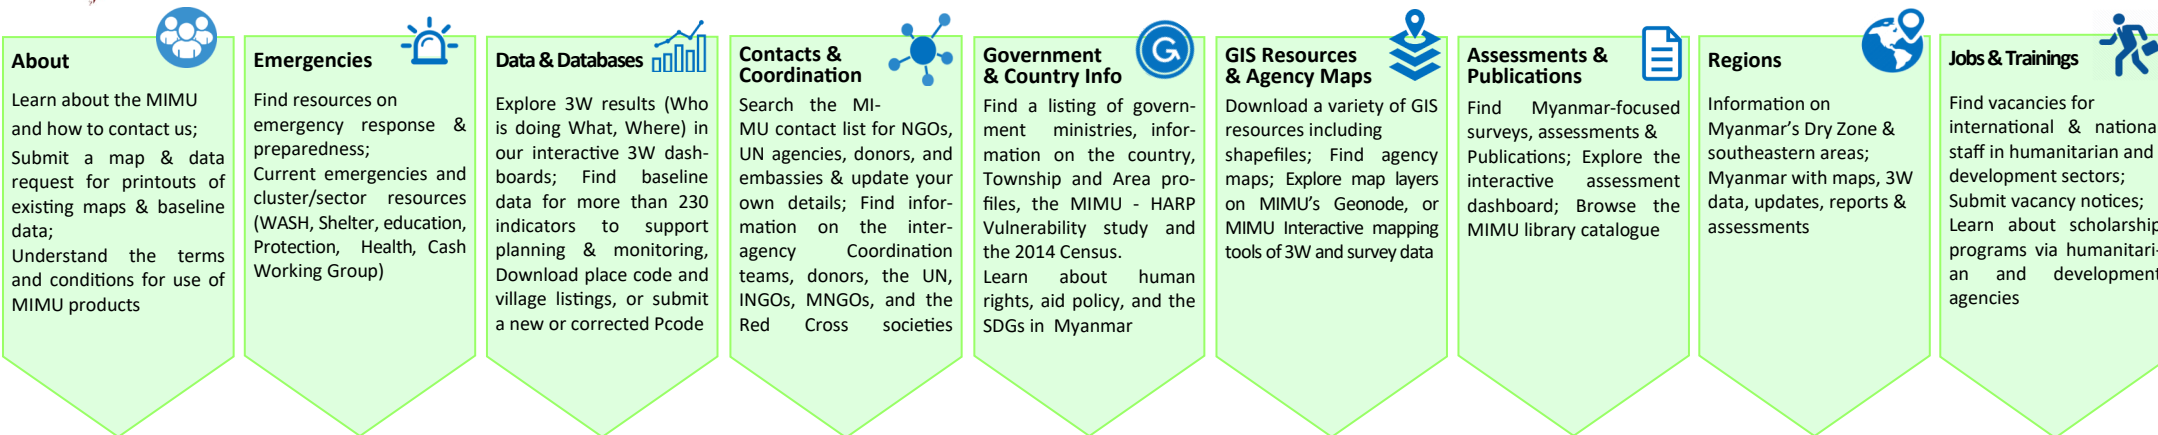 About
Learn about the MIMU
and how to contact us;
Submit a map & data
request for printouts of
existing maps & baseline
data;
Understand the terms
and conditions for use of
MIMU products
Emergencies
Find resources on
emergency response &
preparedness;
Current emergencies and
cluster/sector resources
(WASH, Shelter, education,
Protection, Health, Cash
Working Group)
Data & Databases
Explore 3W results (Who
is doing What, Where) in
our interactive 3W dash-
boards; Find baseline
data for more than 230
indicators to support
planning & monitoring,
Download place code and
village listings, or submit
a new or corrected Pcode
Contacts &
Coordination
Search the MI-
MU contact list for NGOs,
UN agencies, donors, and
embassies & update your
own details; Find infor-
mation on the inter-
agency Coordination
teams, donors, the UN,
INGOs, MNGOs, and the
Red Cross societies
Government
& Country Info
G
Find a listing of govern-
ment ministries, infor-
mation on the country,
Township and Area pro-
files, the MIMU - HARP
Vulnerability study and
the 2014 Census.
Learn about human
rights, aid policy, and the
SDGs in Myanmar
GIS Resources
& Agency Maps
Download a variety of GIS
resources including
shapefiles; Find agency
maps; Explore map layers
on MIMU's Geonode, or
MIMU Interactive mapping
tools of 3W and survey data
Assessments &
Publications
Find Myanmar-focused
surveys, assessments &
Publications; Explore the
interactive assessment
dashboard; Browse the
MIMU library catalogue
Regions
Information on
Myanmar's Dry Zone &
southeastern areas;
Myanmar with maps, 3W
data, updates, reports &
assessments
Jobs & Trainings
Find vacancies for
international & nationa
staff in humanitarian and
development sectors;
Submit vacancy notices;
Learn about scholarship
programs via humanitari-
an and development
agencies